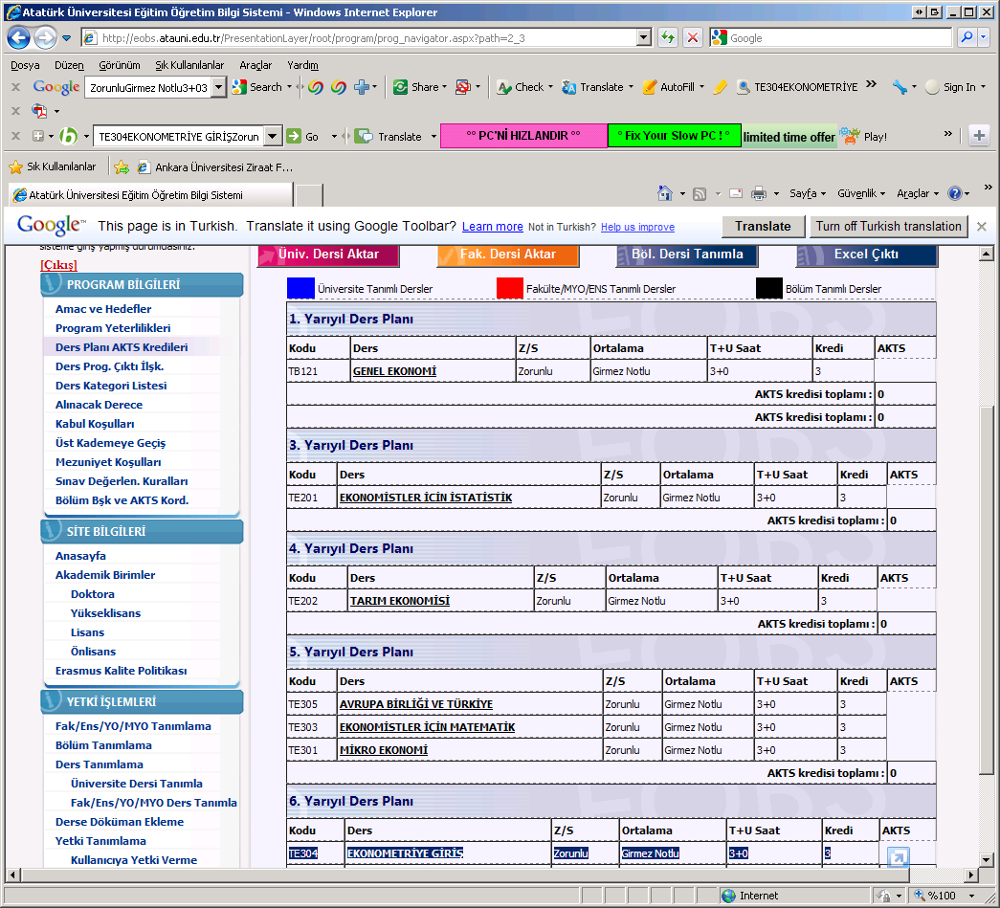 Atatürk Üniversitesi Eğitim Öğretim Bilgi Sistemi - Windows Internet Explorer
http://eobs.atauni.edu.tr/PresentationLayer/root/program/prog_navigator.aspx?path=2_3
Google
Dosya Düzen Görünüm Sık Kullanılanlar Araçlar Yardım
x Google ZorunluGirmez Notlu3+03 Search Share Check Translate AutoFill TE304EKONOMETRİYE » Sign In
x
x b TE304EKONOMETRİYE GİRİŞZorun Go Translate °° PC'Nİ HIZLANDIR °° ° Fix Your Slow PC ! ° limited time offer Play! »
Sık Kullanılanlar Ankara Üniversitesi Ziraat F...
Atatürk Üniversitesi Eğitim Öğretim Bilgi Sistemi Sayfa Güvenlik Araçlar »
Google™ This page is in Turkish. Translate it using Google Toolbar? Learn more Not in Turkish? Help us improve Translate Turn off Turkish translation
sisteme giriş yapmış durumdasınız.
[Çıkış]
PROGRAM BİLGİLERİ
Amac ve Hedefler
Program Yeterlilikleri
Ders Planı AKTS Kredileri
Ders Prog. Çıktı İlşk.
Ders Kategori Listesi
Alınacak Derece
Kabul Koşulları
Üst Kademeye Geçiş
Mezuniyet Koşulları
Sınav Değerlen. Kuralları
Bölüm Bşk ve AKTS Kord.
SİTE BİLGİLERİ
Anasayfa
Akademik Birimler
Doktora
Yükseklisans
Lisans
Önlisans
Erasmus Kalite Politikası
YETKİ İŞLEMLERİ
Fak/Ens/YO/MYO Tanımlama
Bölüm Tanımlama
Ders Tanımlama
Üniversite Dersi Tanımla
Fak/Ens/YO/MYO Ders Tanımla
Derse Döküman Ekleme
Yetki Tanımlama
Kullanıcıya Yetki Verme
Üniv. Dersi Aktar Fak. Dersi Aktar Böl. Dersi Tanımla Excel Çıktı
Üniversite Tanımlı Dersler Fakülte/MYO/ENS Tanımlı Dersler Bölüm Tanımlı Dersler
1. Yarıyıl Ders Planı
Kodu Ders Z/S Ortalama T+U Saat Kredi AKTS
TB121 GENEL EKONOMİ Zorunlu Girmez Notlu 3+0 3
AKTS kredisi toplamı : 0
AKTS kredisi toplamı : 0
3. Yarıyıl Ders Planı
Kodu Ders Z/S Ortalama T+U Saat Kredi AKTS
TE201 EKONOMİSTLER İCİN İSTATİSTİK Zorunlu Girmez Notlu 3+0 3
AKTS kredisi toplamı : 0
4. Yarıyıl Ders Planı
Kodu Ders Z/S Ortalama T+U Saat Kredi AKTS
TE202 TARIM EKONOMİSİ Zorunlu Girmez Notlu 3+0 3
AKTS kredisi toplamı : 0
5. Yarıyıl Ders Planı
Kodu Ders Z/S Ortalama T+U Saat Kredi AKTS
TE305 AVRUPA BİRLİĞİ VE TÜRKİYE Zorunlu Girmez Notlu 3+0 3
TE303 EKONOMİSTLER İÇİN MATEMATİK Zorunlu Girmez Notlu 3+0 3
TE301 MİKRO EKONOMİ Zorunlu Girmez Notlu 3+0 3
AKTS kredisi toplamı : 0
6. Yarıyıl Ders Planı
Kodu Ders Z/S Ortalama T+U Saat Kredi AKTS
TE304 EKONOMETRİYE GİRİŞ Zorunlu Girmez Notlu 3+0 3
Internet %100